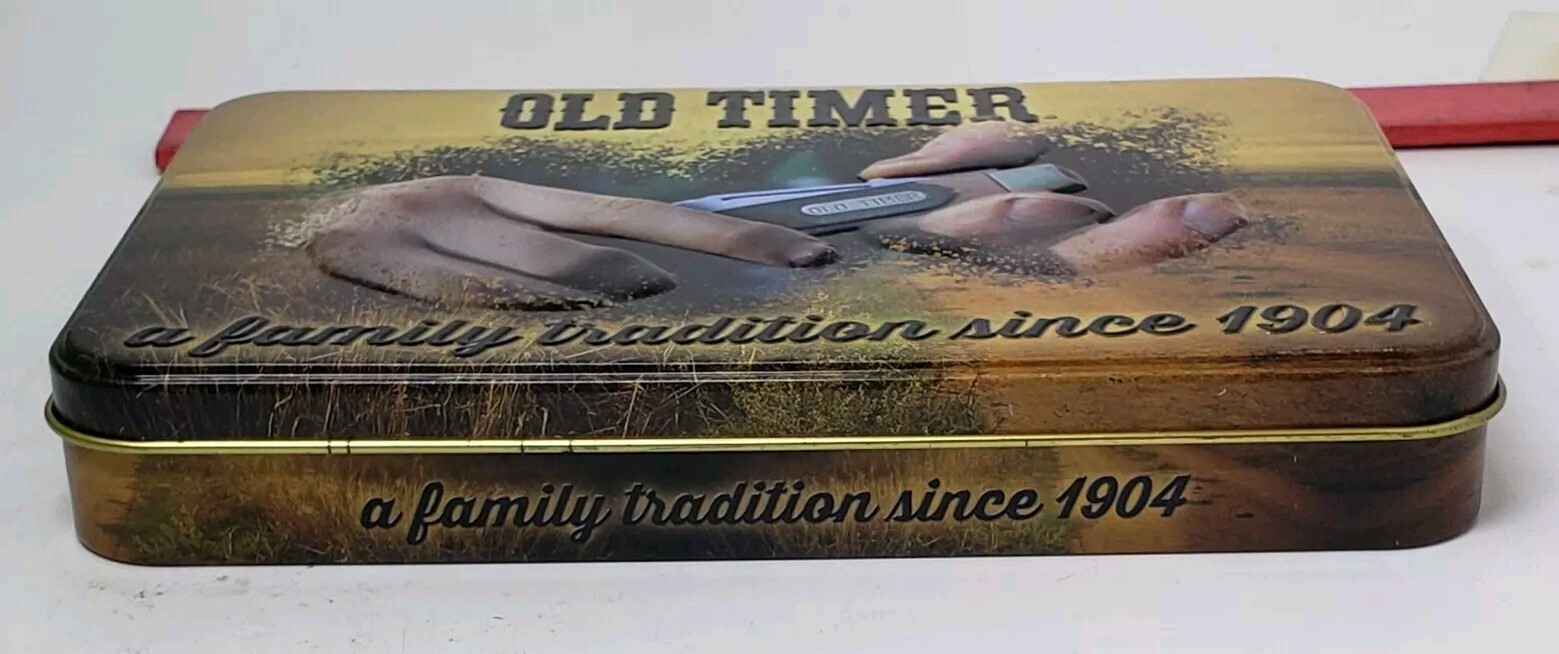 OLD TIMER
OLD TIMER
a family tradition since 1904
a family tradition since 1904